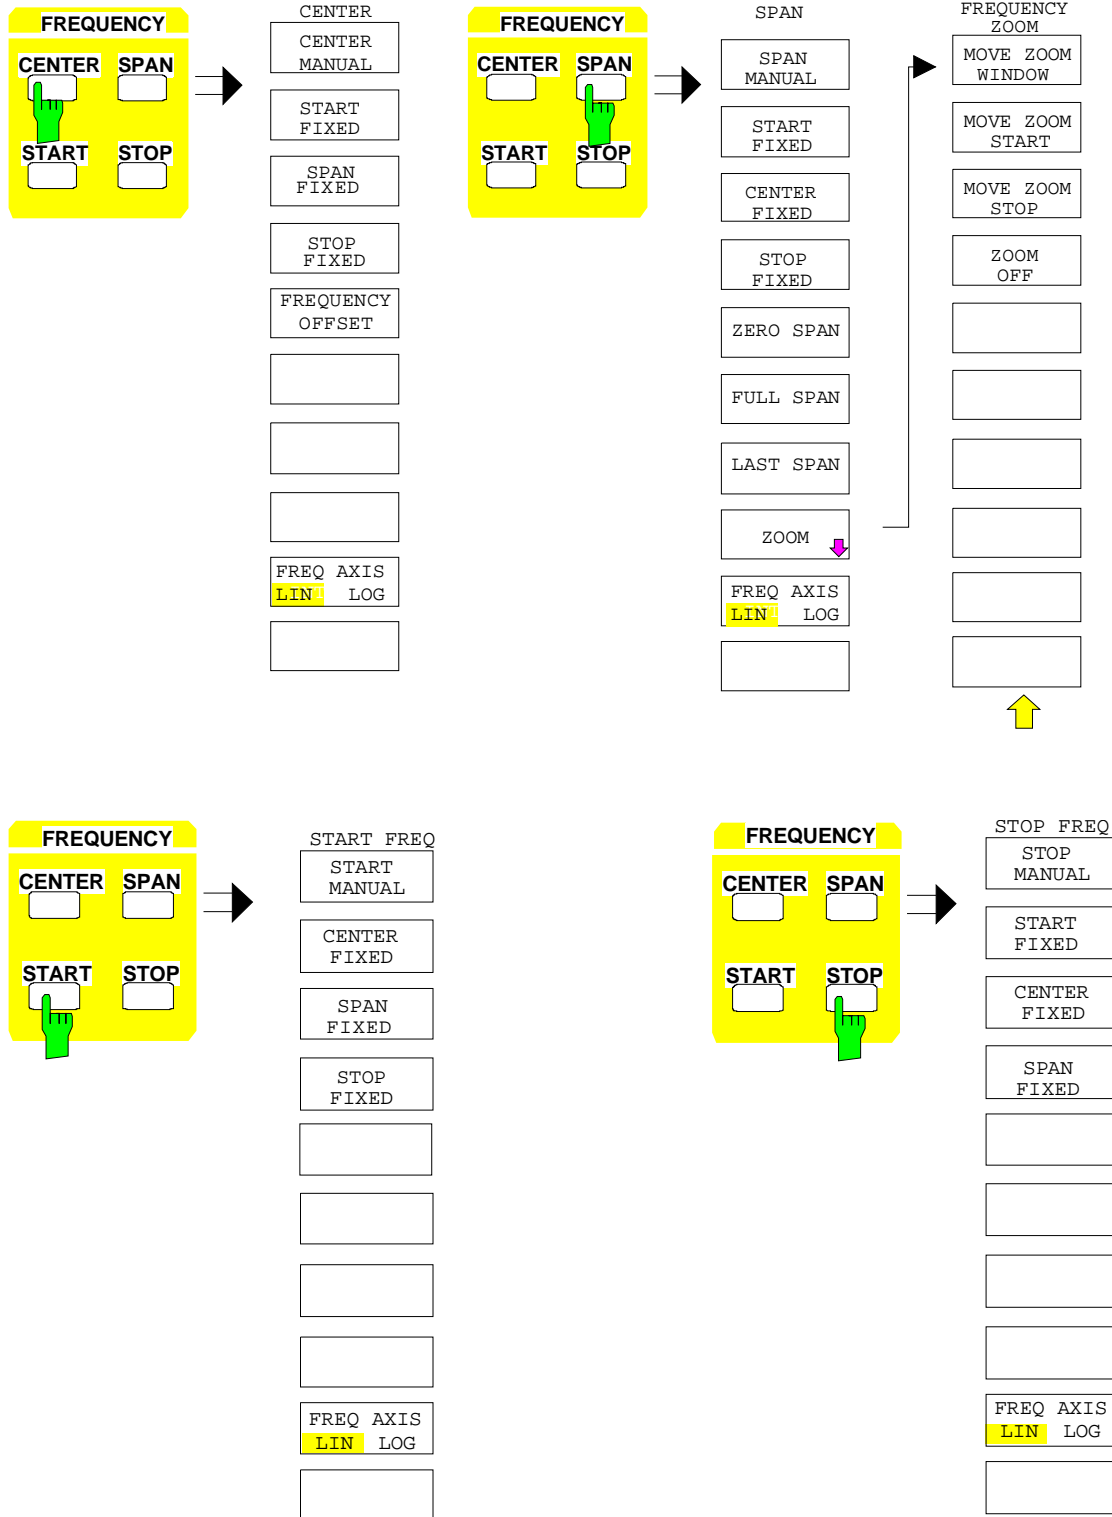 FREQUENCY
CENTER SPAN
START STOP
CENTER
CENTER
MANUAL
START
FIXED
SPAN
FIXED
STOP
FIXED
FREQUENCY
OFFSET
FREQ AXIS
LIN LOG
FREQUENCY
CENTER SPAN
START STOP
SPAN
SPAN
MANUAL
START
FIXED
CENTER
FIXED
STOP
FIXED
ZERO SPAN
FULL SPAN
LAST SPAN
ZOOM
FREQ AXIS
LIN LOG
FREQUENCY
ZOOM
MOVE ZOOM
WINDOW
MOVE ZOOM
START
MOVE ZOOM
STOP
ZOOM
OFF
FREQUENCY
CENTER SPAN
START STOP
START FREQ
START
MANUAL
CENTER
FIXED
SPAN
FIXED
STOP
FIXED
FREQ AXIS
LIN LOG
FREQUENCY
CENTER SPAN
START STOP
STOP FREQ
STOP
MANUAL
START
FIXED
CENTER
FIXED
SPAN
FIXED
FREQ AXIS
LIN LOG